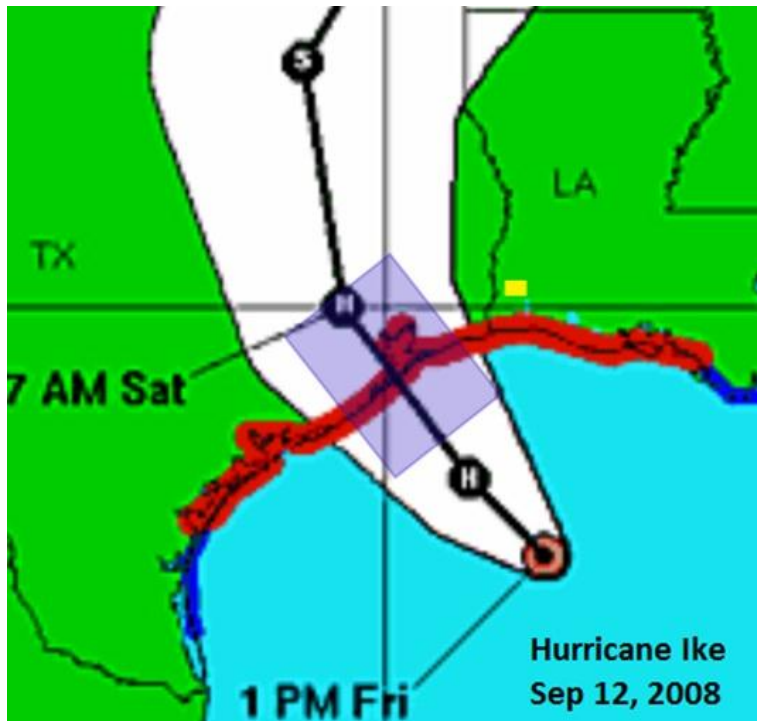 S
LA
TX
H
7 AM Sat
H
Hurricane Ike
Sep 12, 2008
1 PM Fri